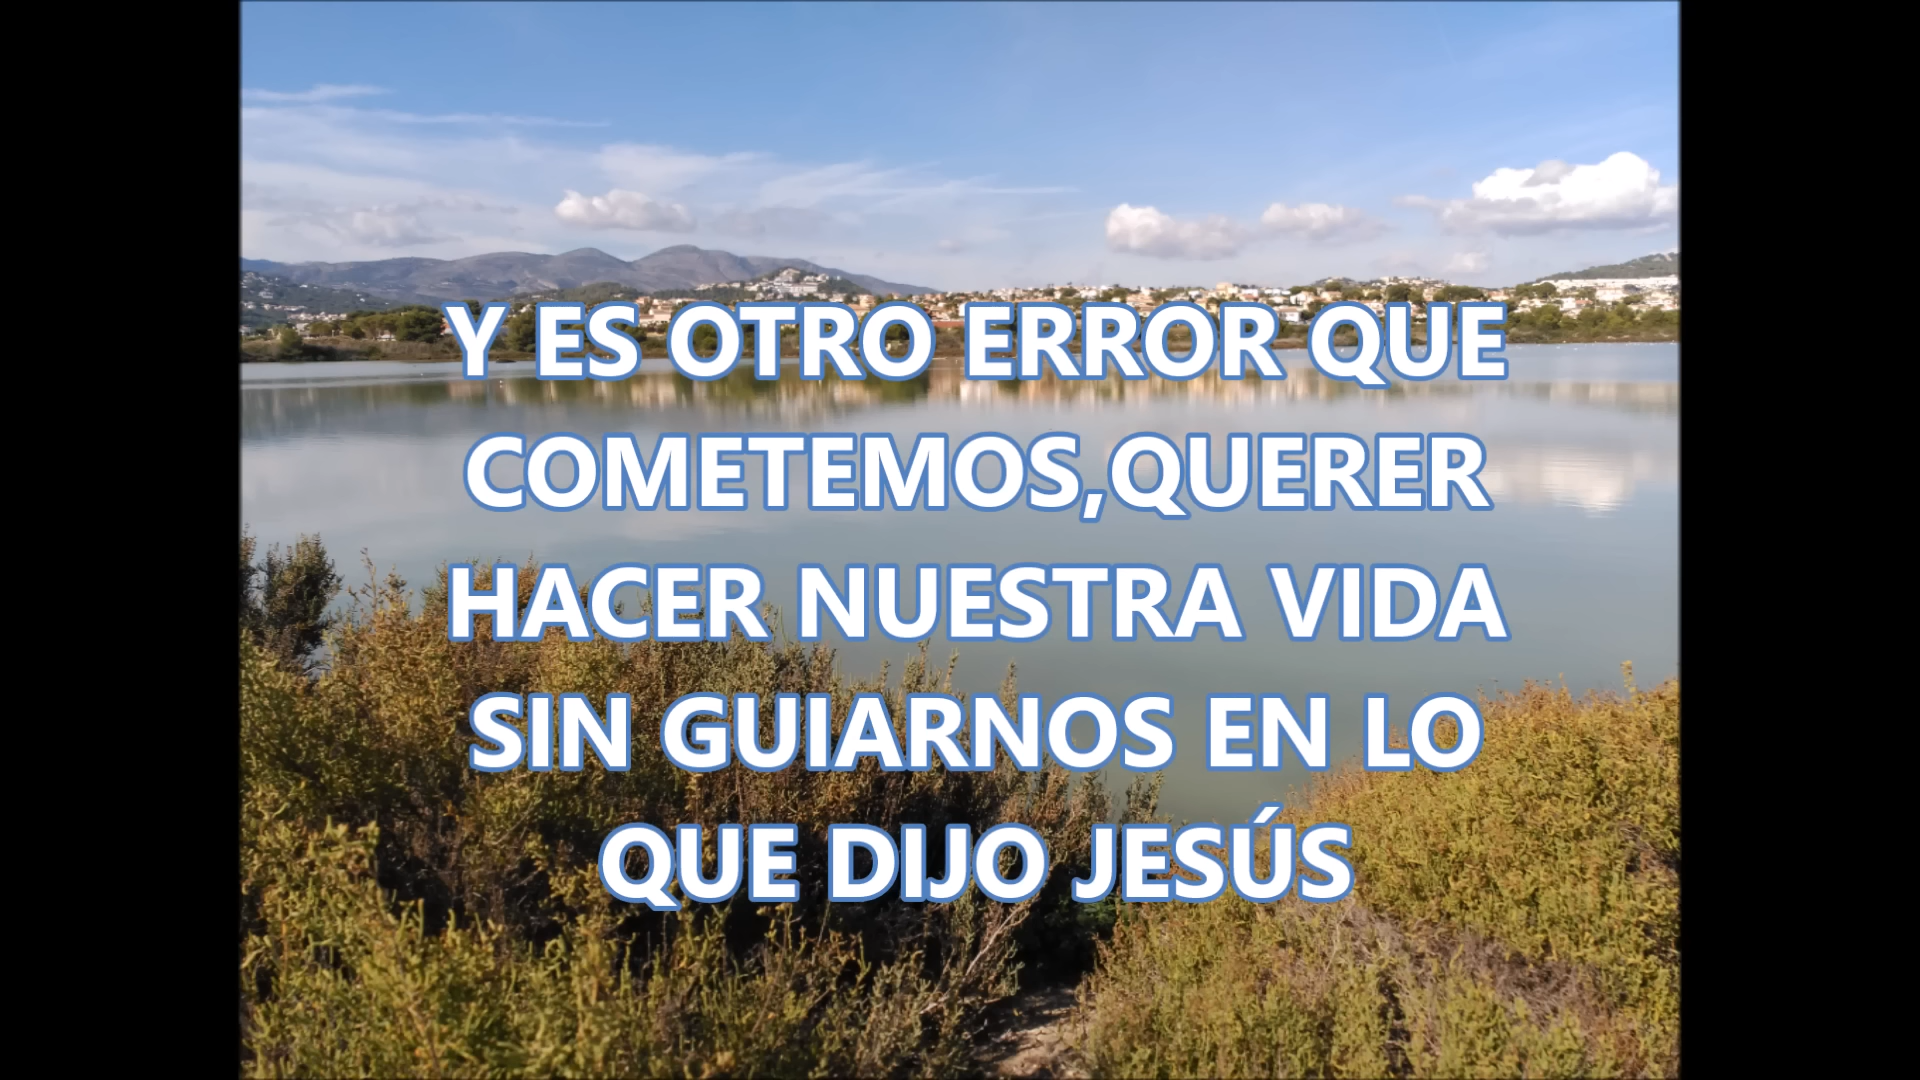 Y ES OTRO ERROR QUE
COMETEMOS,QUERER
HACER NUESTRA VIDA
SIN GUIARNOS EN LO
QUE DIJO JESÚS